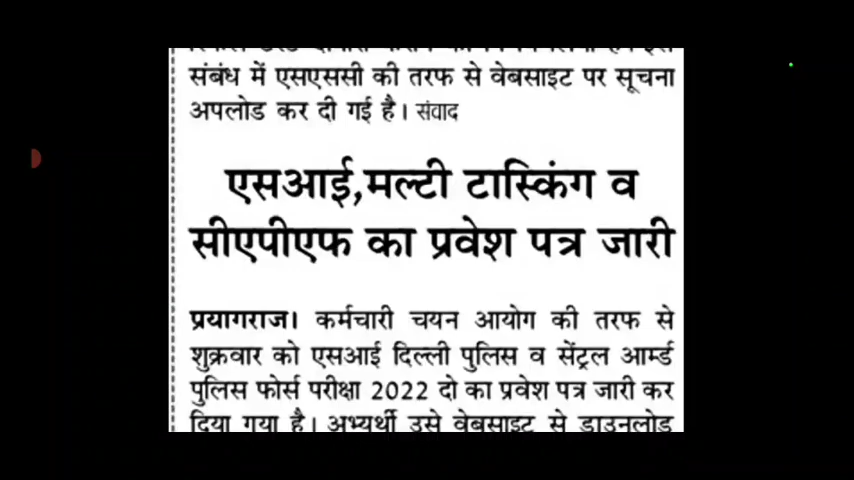 संबंध में एसएससी की तरफ से वेबसाइट पर सूचना
अपलोड कर दी गई है। संवाद
एसआई,मल्टी टास्किंग व
सीएपीएफ का प्रवेश पत्र जारी
प्रयागराज। कर्मचारी चयन आयोग की तरफ से
शुक्रवार को एसआई दिल्ली पुलिस व सेंट्रल आर्म्ड
पुलिस फोर्स परीक्षा 2022 दो का प्रवेश पत्र जारी कर
दिया गया है। अभ्यर्थी उसे वेबसाइट से डाउनलोड